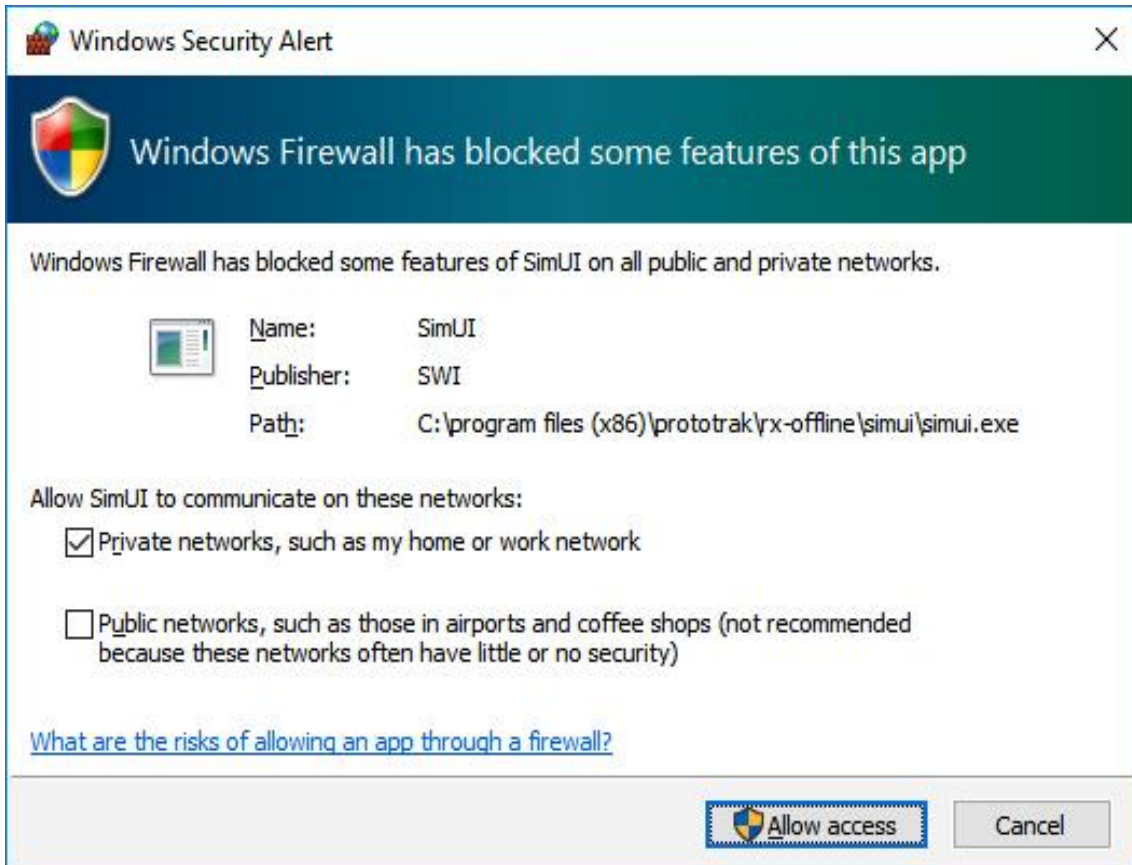 Windows Security Alert
Windows Firewall has blocked some features of this app
Windows Firewall has blocked some features of SimUI on all public and private networks.
Name: SimUI
Publisher: SWI
Path: C:\program files (x86)\prototrak\rx-offline\simui\simui.exe
Allow SimUI to communicate on these networks:
Private networks, such as my home or work network
Public networks, such as those in airports and coffee shops (not recommended
because these networks often have little or no security)
What are the risks of allowing an app through a firewall?
Allow access Cancel